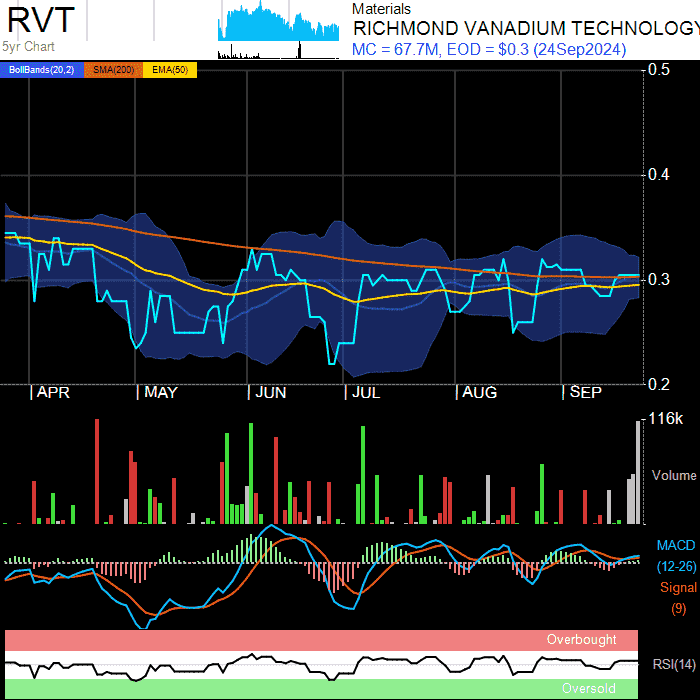 RVT
5yr Chart
Materials
RICHMOND VANADIUM TECHNOLOGY
MC = 67.7M, EOD = $0.3 (24Sep2024)
BollBands(20,2) SMA(200) EMA(50)
0.5
0.4
0.3
0.2
APR MAY JUN JUL AUG SEP
116k
Volume
MACD
(12-26)
Signal
(9)
Overbought
RSI(14)
Oversold